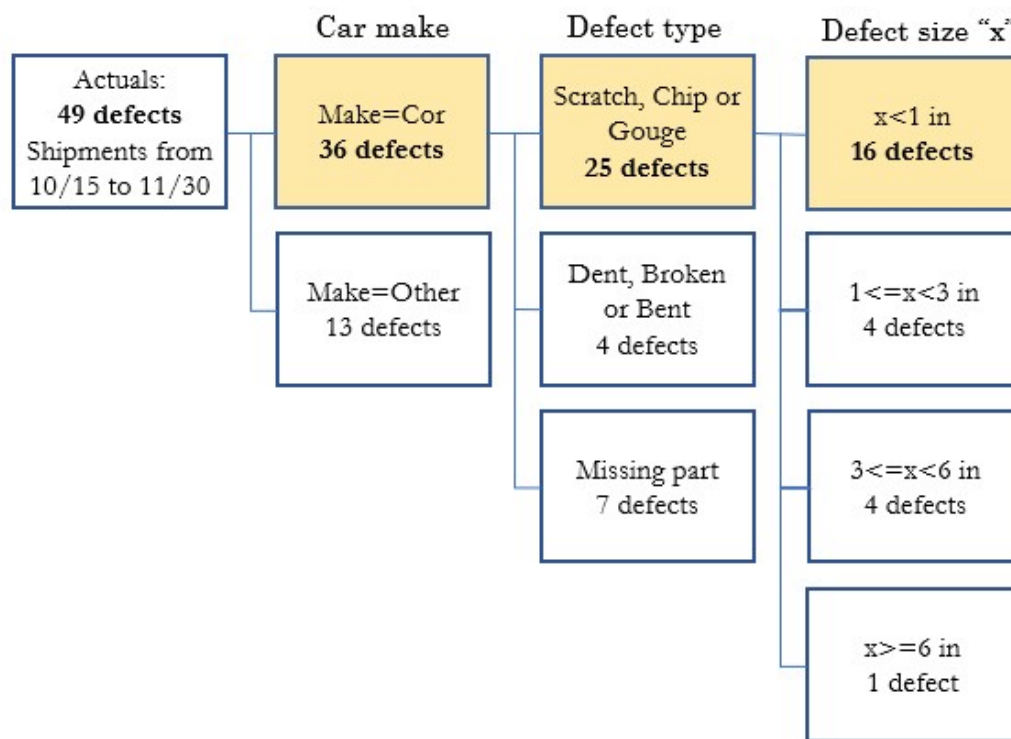 Car make
Defect type
Defect size “x”
Actuals:
49 defects
Shipments from
10/15 to 11/30
Make=Cor
36 defects
Scratch, Chip or
Gouge
25 defects
x<1 in
16 defects
Make=Other
13 defects
Dent, Broken
or Bent
4 defects
1<=x<3 in
4 defects
Missing part
7 defects
3<=x<6 in
4 defects
x>=6 in
1 defect